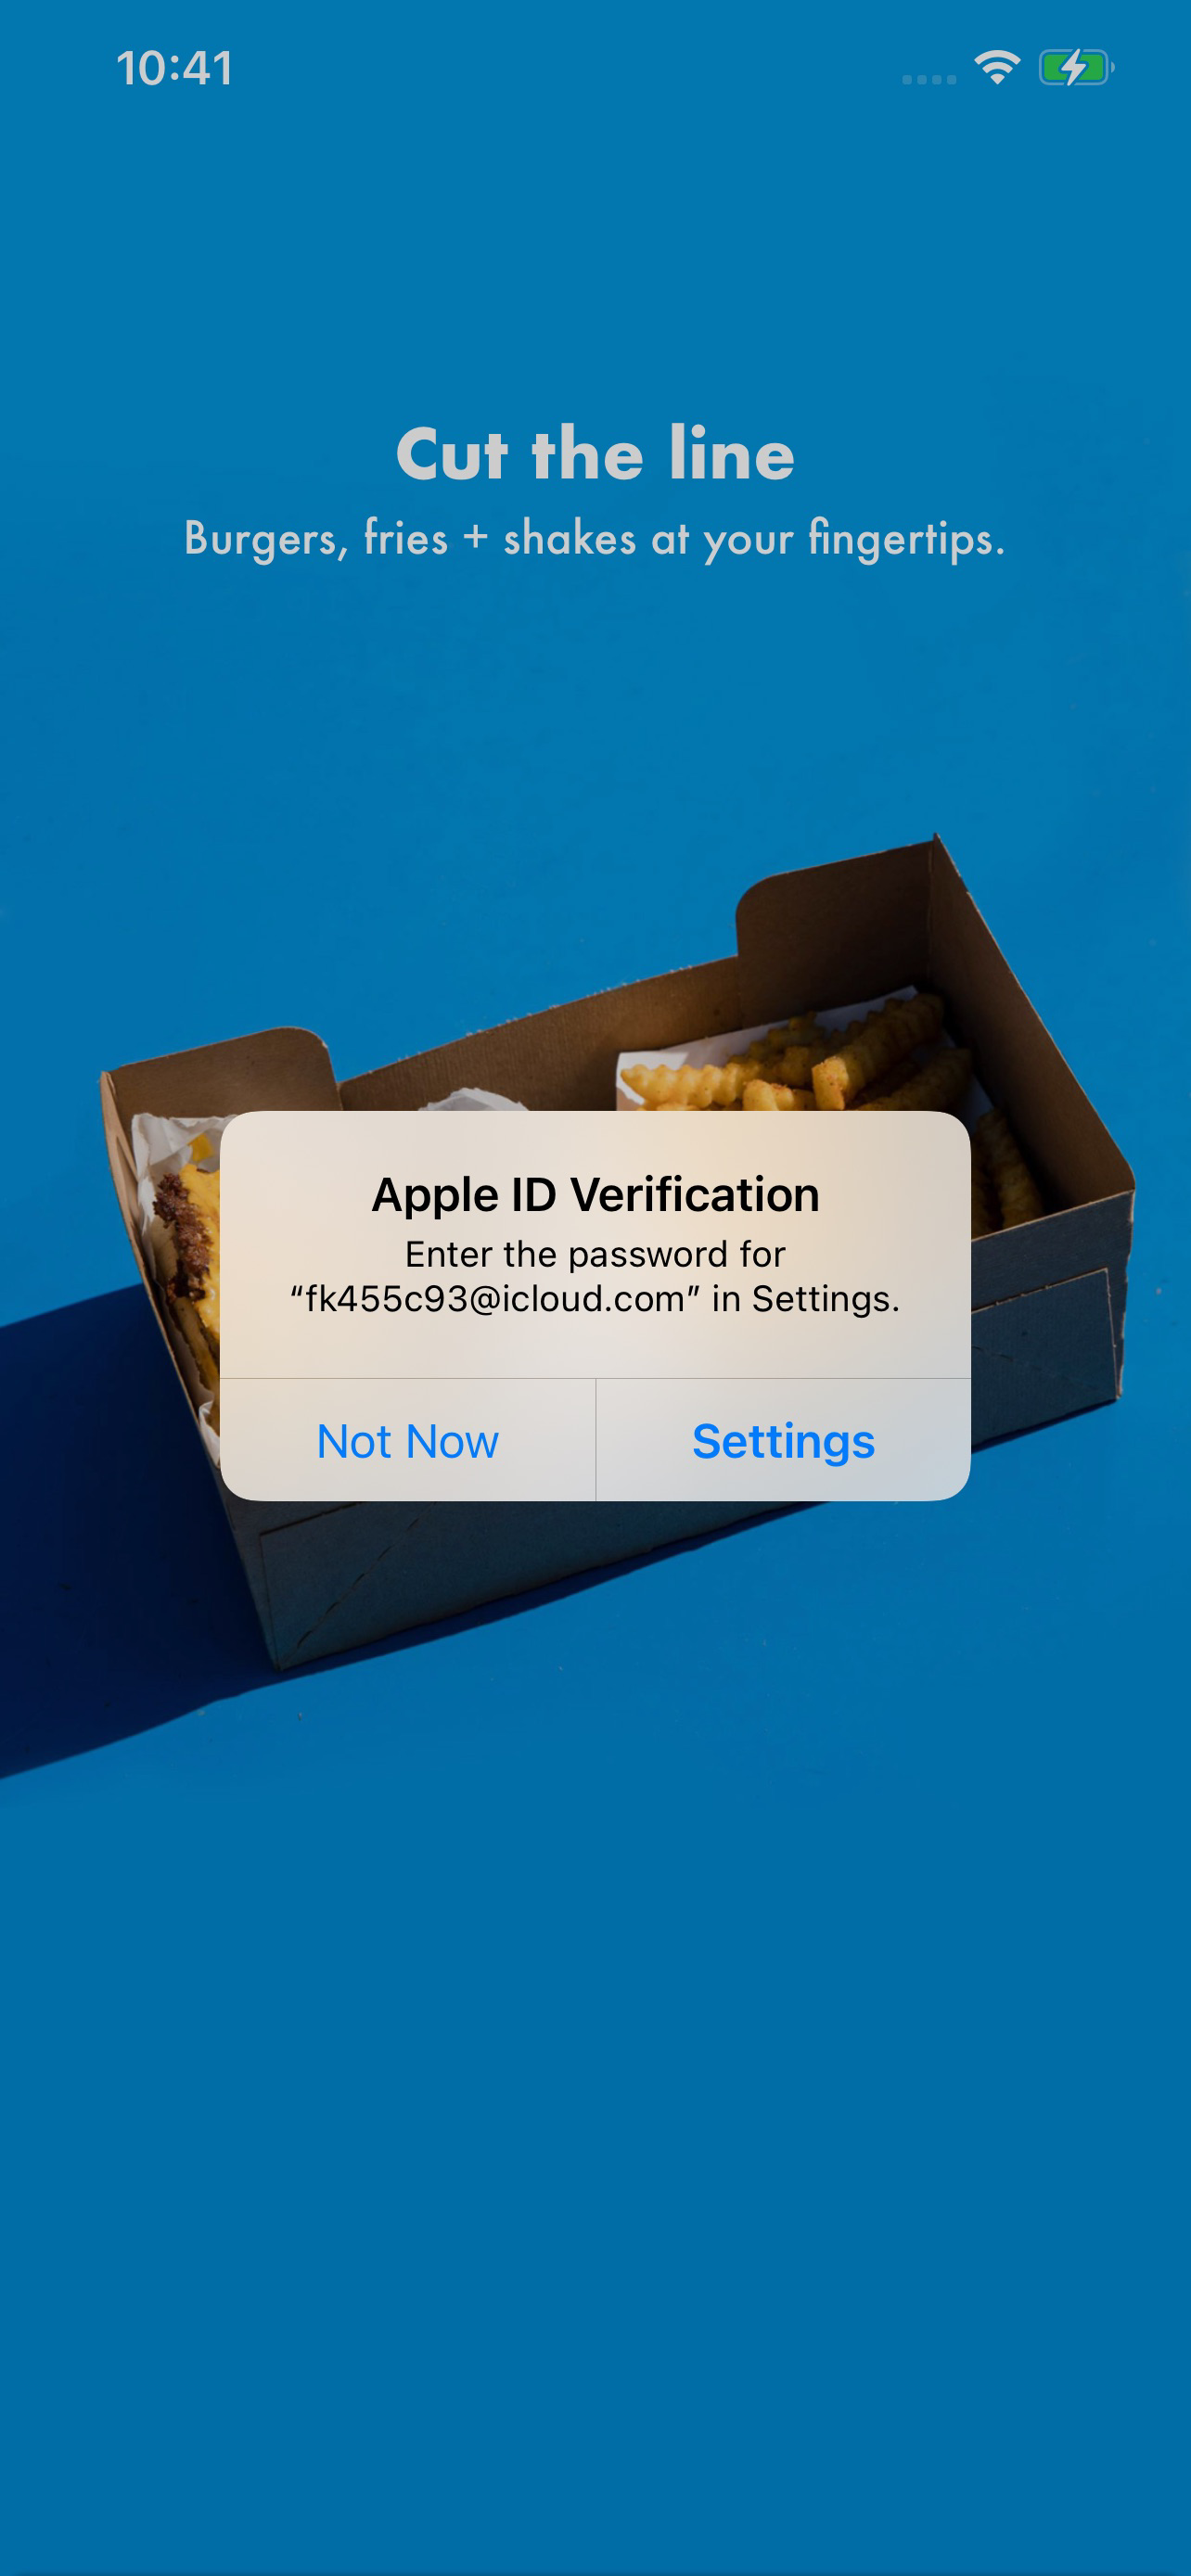 10:41
Cut the line
Burgers, fries + shakes at your fingertips.
Apple ID Verification
Enter the password for
“fk455c93@icloud.com” in Settings.
Not Now
Settings